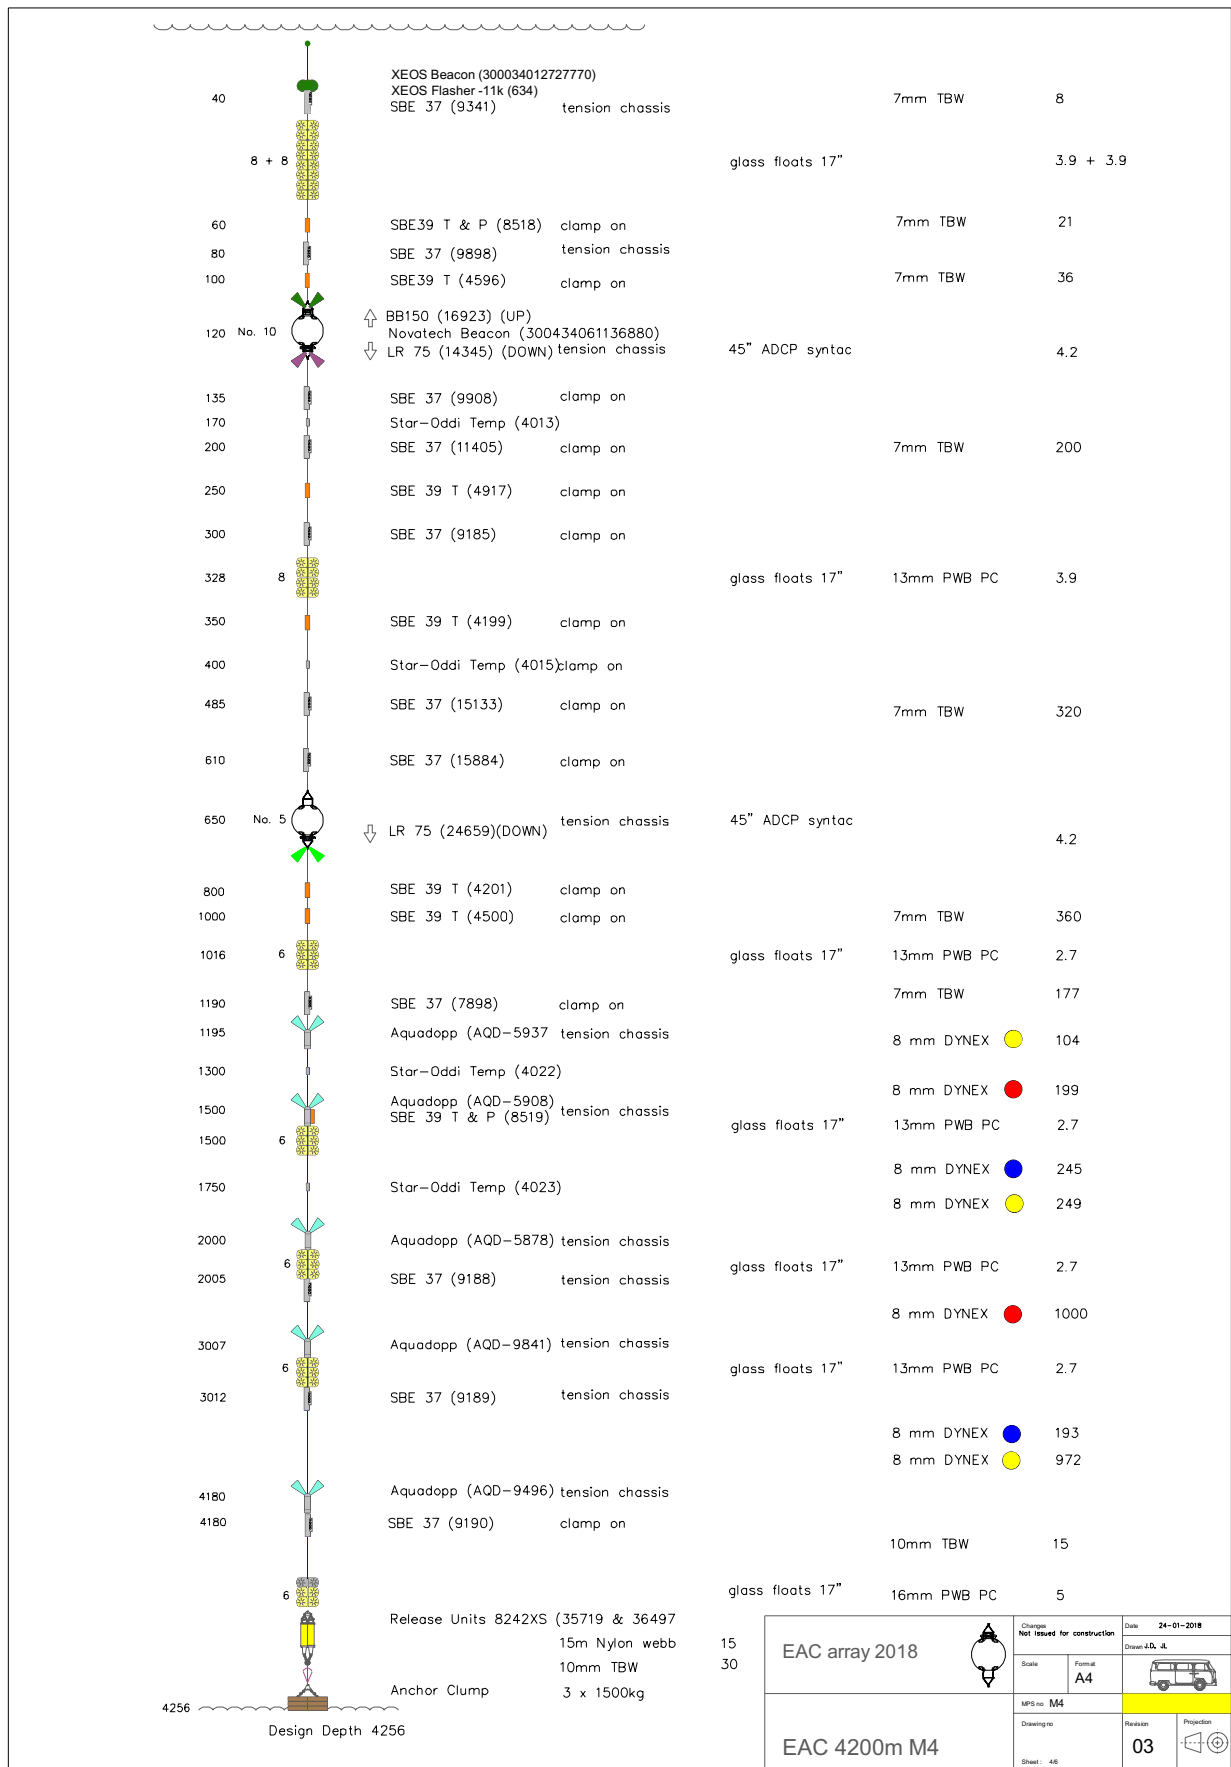 XEOS Beacon (300034012727770)
XEOS Flasher -11k (634)
40 SBE 37 (9341) tension chassis 7mm TBW 8
8 + 8 glass floats 17" 3.9 + 3.9
60 SBE39 T & P (8518) clamp on 7mm TBW 21
80 SBE 37 (9898) tension chassis
100 SBE39 T (4596) clamp on 7mm TBW 36
BB150 (16923) (UP)
120 No. 10 Novatech Beacon (300434061136880)
LR 75 (14345) (DOWN) tension chassis 45" ADCP syntac 4.2
135 SBE 37 (9908) clamp on
170 Star-Oddi Temp (4013)
200 SBE 37 (11405) clamp on 7mm TBW 200
250 SBE 39 T (4917) clamp on
300 SBE 37 (9185) clamp on
328 8 glass floats 17" 13mm PWB PC 3.9
350 SBE 39 T (4199) clamp on
400 Star-Oddi Temp (4015) clamp on
485 SBE 37 (15133) clamp on 7mm TBW 320
610 SBE 37 (15884) clamp on
650 No. 5 tension chassis 45" ADCP syntac
LR 75 (24659)(DOWN) 4.2
800 SBE 39 T (4201) clamp on
1000 SBE 39 T (4500) clamp on 7mm TBW 360
1016 6 glass floats 17" 13mm PWB PC 2.7
7mm TBW 177
1190 SBE 37 (7898) clamp on
1195 Aquadopp (AQD-5937 tension chassis 8 mm DYNEX 104
1300 Star-Oddi Temp (4022)
8 mm DYNEX 199
Aquadopp (AQD-5908)
1500 SBE 39 T & P (8519) tension chassis
glass floats 17" 13mm PWB PC 2.7
1500 6
8 mm DYNEX 245
1750 Star-Oddi Temp (4023)
8 mm DYNEX 249
2000 Aquadopp (AQD-5878) tension chassis
6 glass floats 17" 13mm PWB PC 2.7
2005 SBE 37 (9188) tension chassis
8 mm DYNEX 1000
3007 Aquadopp (AQD-9841) tension chassis
6 glass floats 17" 13mm PWB PC 2.7
3012 SBE 37 (9189) tension chassis
8 mm DYNEX 193
8 mm DYNEX 972
4180 Aquadopp (AQD-9496) tension chassis
4180 SBE 37 (9190) clamp on
10mm TBW 15
6 glass floats 17" 16mm PWB PC 5
Release Units 8242XS (35719 & 36497
15m Nylon webb 15
10mm TBW 30
Anchor Clump 3 x 1500kg
4256
Design Depth 4256
EAC array 2018
Changes
Not issued for construction
Date 24-01-2018
Drawn J.D. JL
Scale
Format
A4
MPS no M4
EAC 4200m M4
Drawing no
Sheet: 4/6
Revision
03
Projection